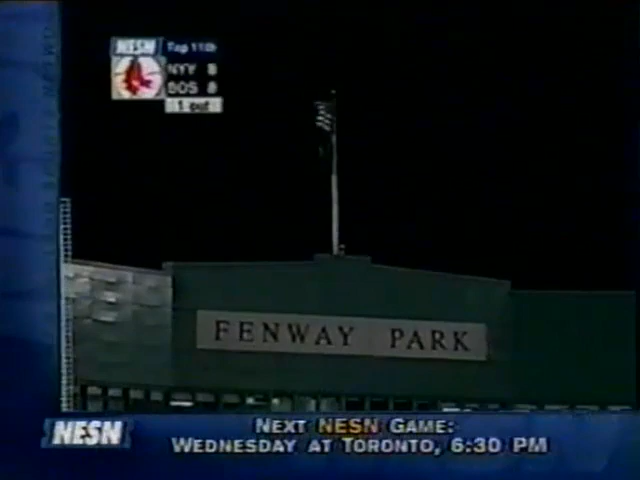 NESN Top 11th
NYY 8
BOS 8
1 out
FENWAY PARK
NESN
NEXT NESN GAME:
WEDNESDAY AT TORONTO, 6:30 PM